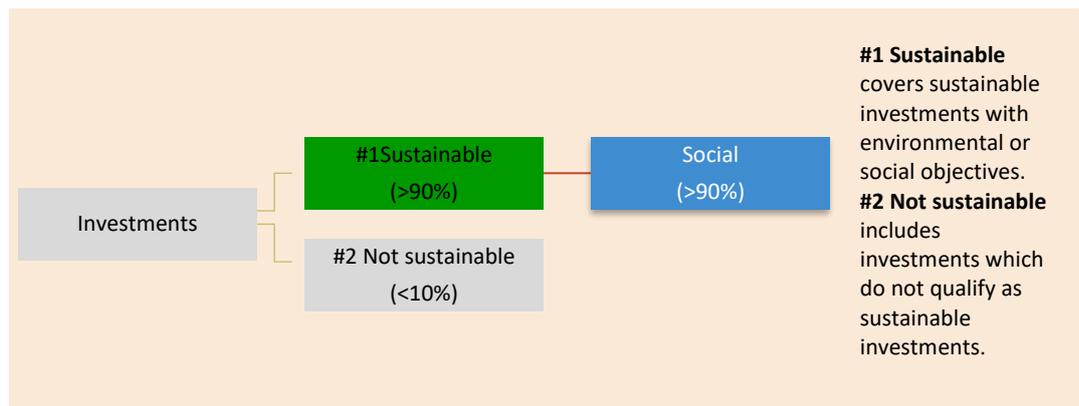 Investments
#1Sustainable
(>90%)
Social
(>90%)
#2 Not sustainable
(<10%)
#1 Sustainable
covers sustainable
investments with
environmental or
social objectives.
#2 Not sustainable
includes
investments which
do not qualify as
sustainable
investments.